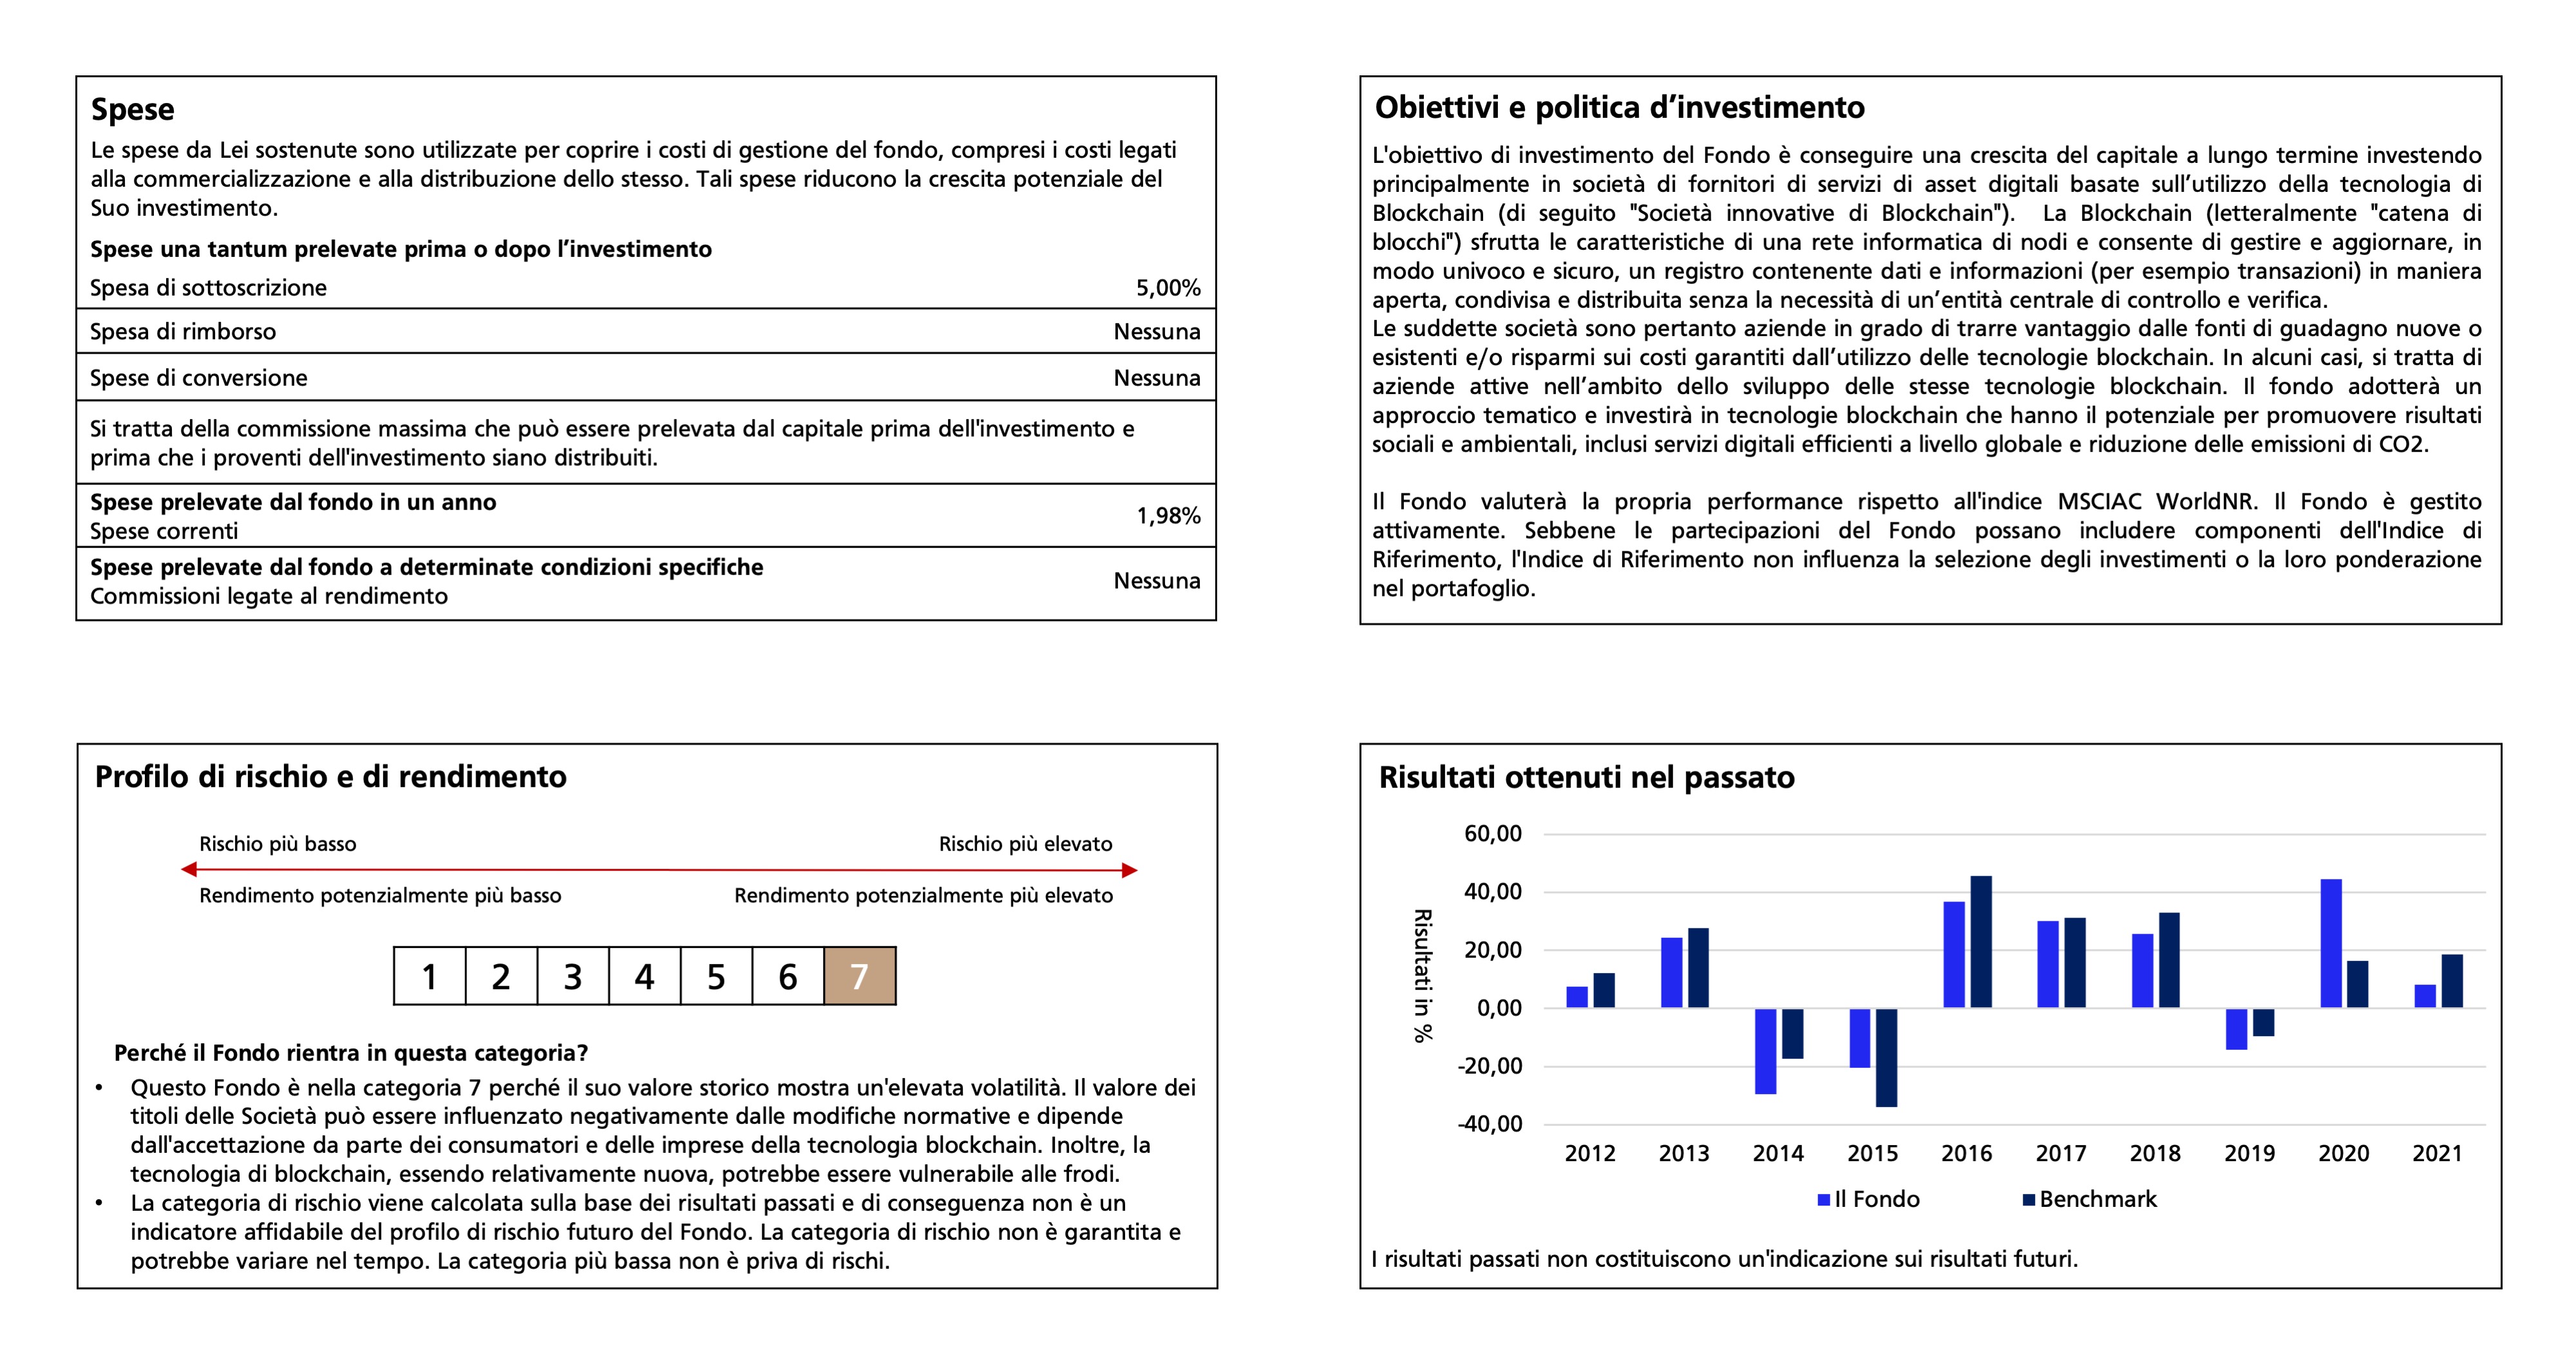 Spese
Le spese da Lei sostenute sono utilizzate per coprire i costi di gestione del fondo, compresi i costi legati
alla commercializzazione e alla distribuzione dello stesso. Tali spese riducono la crescita potenziale del
Suo investimento.
Spese una tantum prelevate prima o dopo l’investimento
Spesa di sottoscrizione 5,00%
Spesa di rimborso Nessuna
Spese di conversione Nessuna
Si tratta della commissione massima che può essere prelevata dal capitale prima dell'investimento e
prima che i proventi dell'investimento siano distribuiti.
Spese prelevate dal fondo in un anno
Spese correnti 1,98%
Spese prelevate dal fondo a determinate condizioni specifiche
Commissioni legate al rendimento Nessuna
Obiettivi e politica d’investimento
L'obiettivo di investimento del Fondo è conseguire una crescita del capitale a lungo termine investendo
principalmente in società di fornitori di servizi di asset digitali basate sull’utilizzo della tecnologia di
Blockchain (di seguito "Società innovative di Blockchain"). La Blockchain (letteralmente "catena di
blocchi") sfrutta le caratteristiche di una rete informatica di nodi e consente di gestire e aggiornare, in
modo univoco e sicuro, un registro contenente dati e informazioni (per esempio transazioni) in maniera
aperta, condivisa e distribuita senza la necessità di un’entità centrale di controllo e verifica.
Le suddette società sono pertanto aziende in grado di trarre vantaggio dalle fonti di guadagno nuove o
esistenti e/o risparmi sui costi garantiti dall’utilizzo delle tecnologie blockchain. In alcuni casi, si tratta di
aziende attive nell’ambito dello sviluppo delle stesse tecnologie blockchain. Il fondo adotterà un
approccio tematico e investirà in tecnologie blockchain che hanno il potenziale per promuovere risultati
sociali e ambientali, inclusi servizi digitali efficienti a livello globale e riduzione delle emissioni di CO2.
Il Fondo valuterà la propria performance rispetto all'indice MSCIAC WorldNR. Il Fondo è gestito
attivamente. Sebbene le partecipazioni del Fondo possano includere componenti dell'Indice di
Riferimento, l'Indice di Riferimento non influenza la selezione degli investimenti o la loro ponderazione
nel portafoglio.
Profilo di rischio e di rendimento
Rischio più basso Rischio più elevato
Rendimento potenzialmente più basso Rendimento potenzialmente più elevato
1 2 3 4 5 6 7
Perché il Fondo rientra in questa categoria?
• Questo Fondo è nella categoria 7 perché il suo valore storico mostra un'elevata volatilità. Il valore dei
titoli delle Società può essere influenzato negativamente dalle modifiche normative e dipende
dall'accettazione da parte dei consumatori e delle imprese della tecnologia blockchain. Inoltre, la
tecnologia di blockchain, essendo relativamente nuova, potrebbe essere vulnerabile alle frodi.
• La categoria di rischio viene calcolata sulla base dei risultati passati e di conseguenza non è un
indicatore affidabile del profilo di rischio futuro del Fondo. La categoria di rischio non è garantita e
potrebbe variare nel tempo. La categoria più bassa non è priva di rischi.
Risultati ottenuti nel passato
Risultati in %
60,00
40,00
20,00
0,00
-20,00
-40,00
2012 2013 2014 2015 2016 2017 2018 2019 2020 2021
Il Fondo Benchmark
I risultati passati non costituiscono un'indicazione sui risultati futuri.